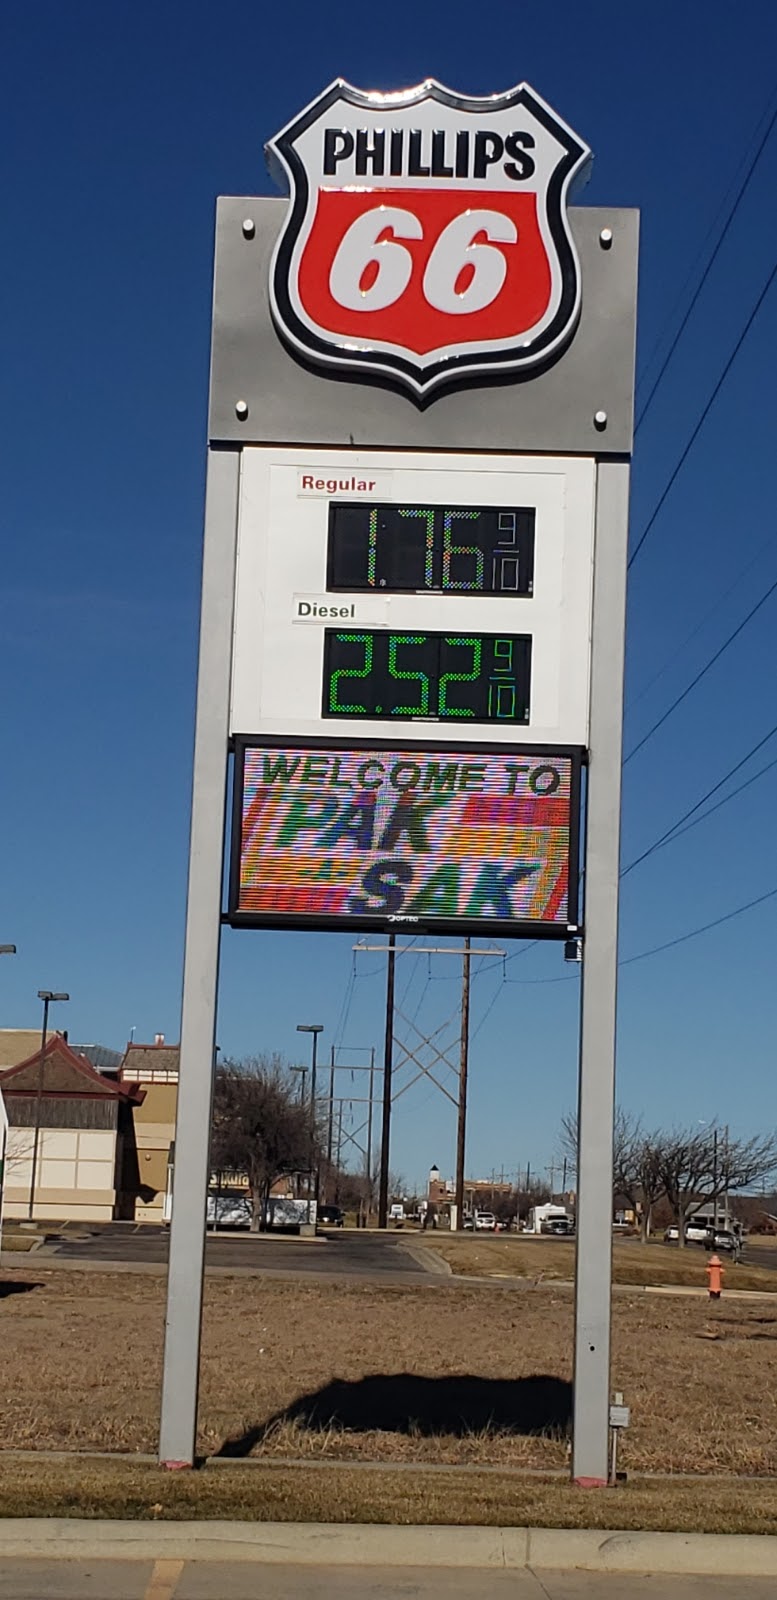 PHILLIPS
66
Regular
1.76 9/10
Diesel
2.52 9/10
WELCOME TO
PAK
SAK